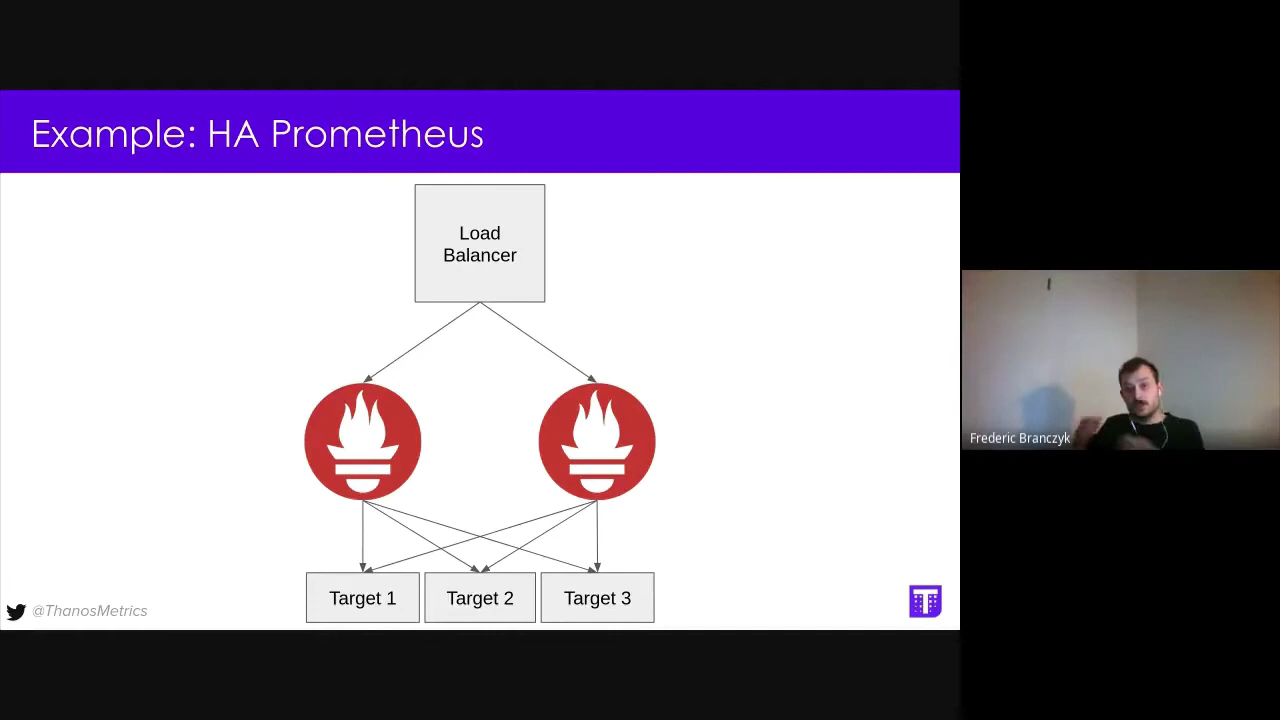 Example: HA Prometheus
Load
Balancer
Target 1
Target 2
Target 3
@ThanosMetrics
T
Frederic Branczyk